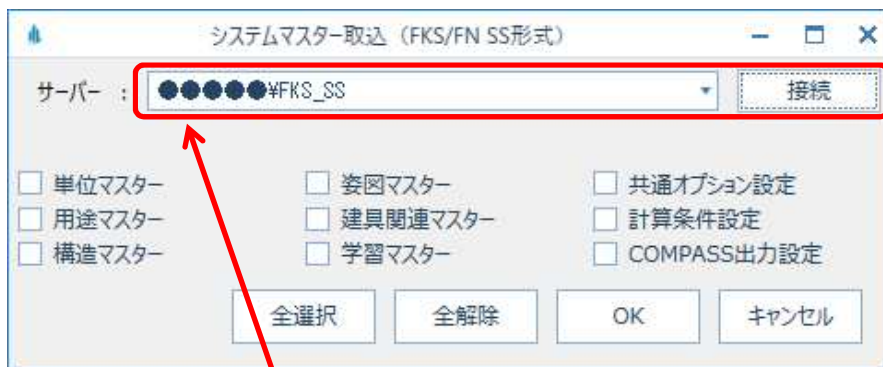 システムマスター取込（FKS/FN SS形式）
サーバー : ●●●●●¥FKS_SS 接続
単位マスター 姿図マスター 共通オプション設定
用途マスター 建具関連マスター 計算条件設定
構造マスター 学習マスター COMPASS出力設定
全選択 全解除 OK キャンセル